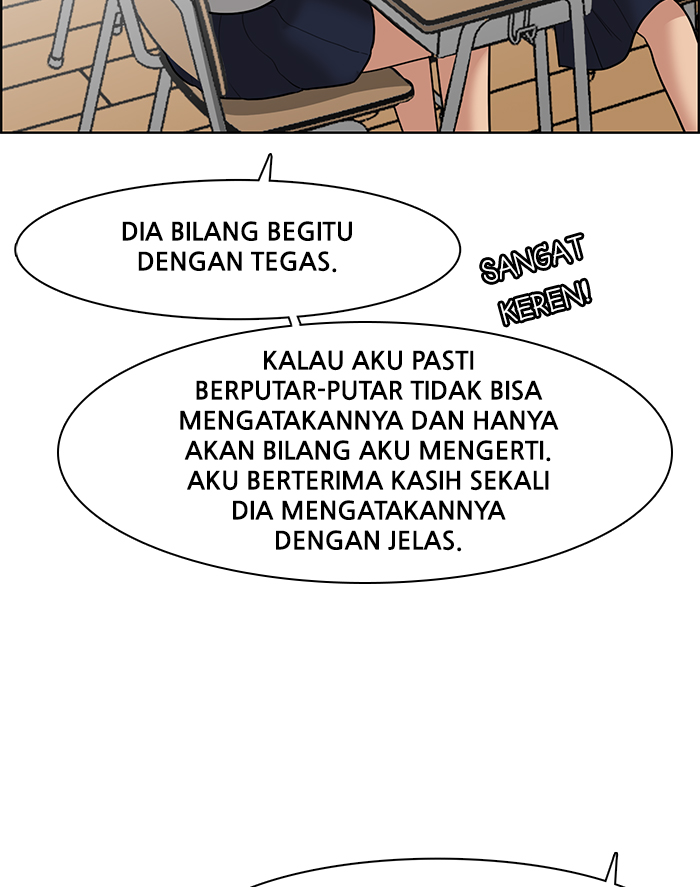 DIA BILANG BEGITU
DENGAN TEGAS.
SANGAT
KEREN!
KALAU AKU PASTI
BERPUTAR-PUTAR TIDAK BISA
MENGATAKANNYA DAN HANYA
AKAN BILANG AKU MENGERTI.
AKU BERTERIMA KASIH SEKALI
DIA MENGATAKANNYA
DENGAN JELAS.